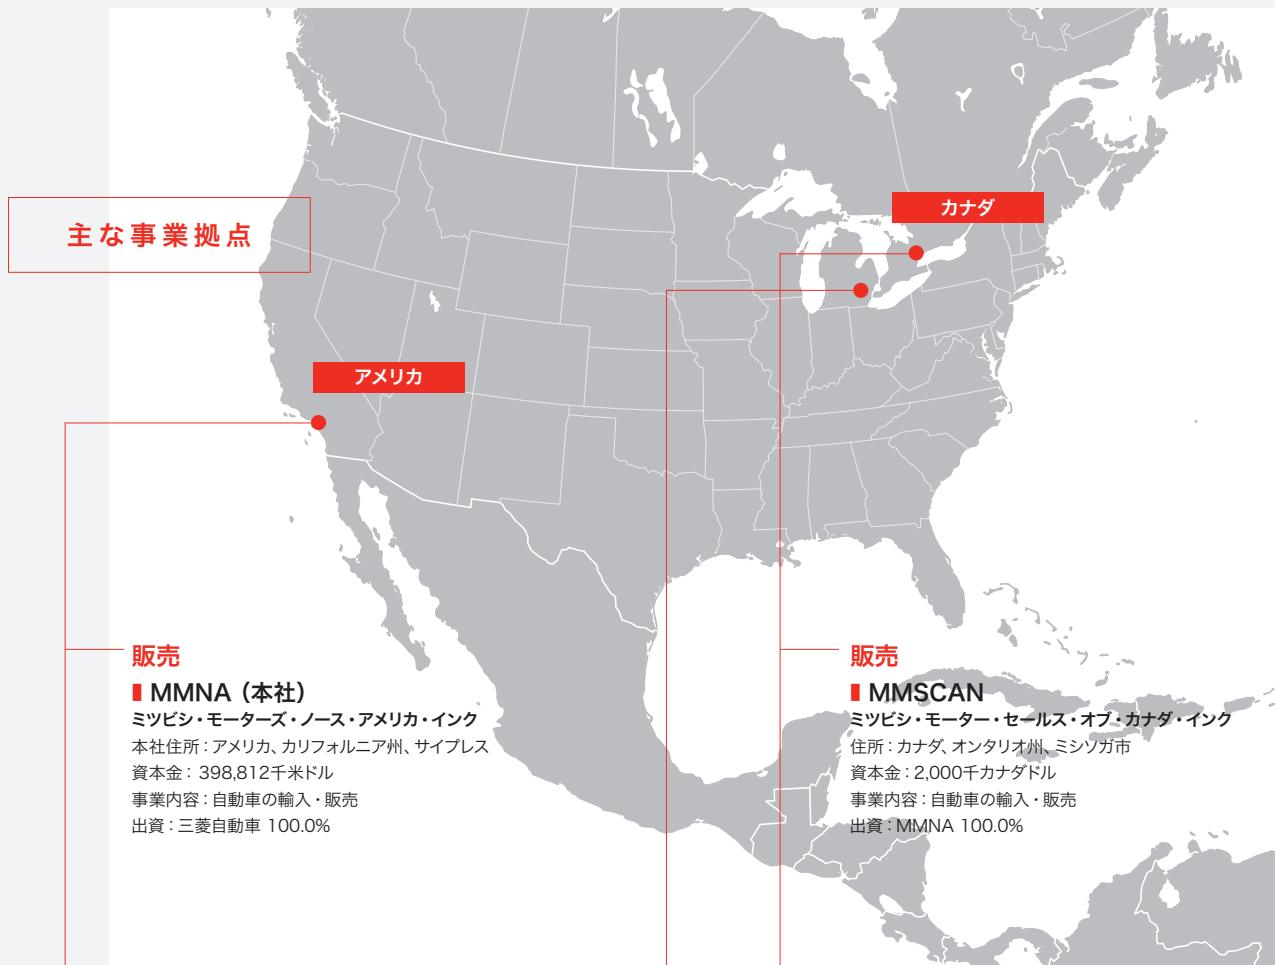 主な事業拠点
カナダ
アメリカ
販売
MMNA（本社）
ミツビシ・モーターズ・ノース・アメリカ・インク
本社住所：アメリカ、カリフォルニア州、サイプレス
資本金：398,812千米ドル
事業内容：自動車の輸入・販売
出資：三菱自動車 100.0%
販売
MMSCAN
ミツビシ・モーター・セールス・オブ・カナダ・インク
住所：カナダ、オンタリオ州、ミシソガ市
資本金：2,000千カナダドル
事業内容：自動車の輸入・販売
出資：MMNA 100.0%